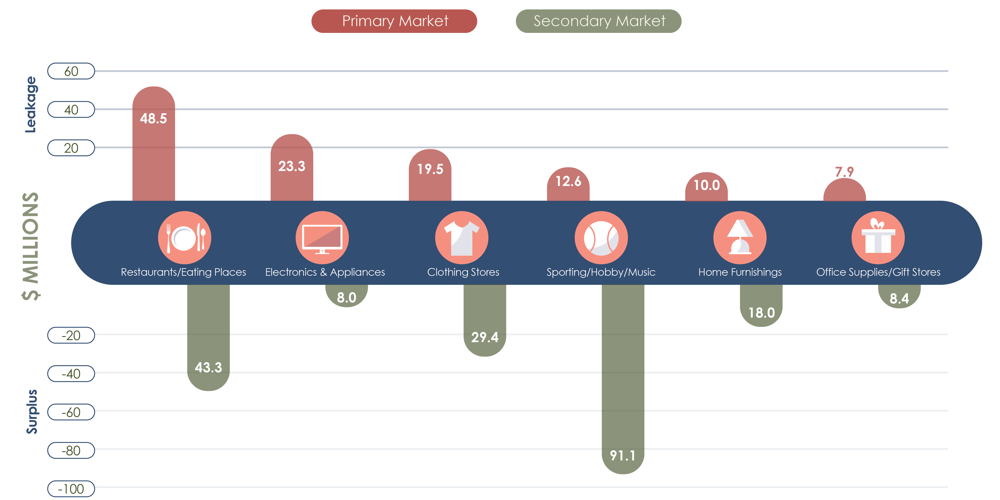 Primary Market
Secondary Market
Leakage
$ MILLIONS
Surplus
60
40
20
-20
-40
-60
-80
-100
48.5
23.3
19.5
12.6
10.0
7.9
Restaurants/Eating Places
Electronics & Appliances
Clothing Stores
Sporting/Hobby/Music
Home Furnishings
Office Supplies/Gift Stores
43.3
8.0
29.4
91.1
18.0
8.4